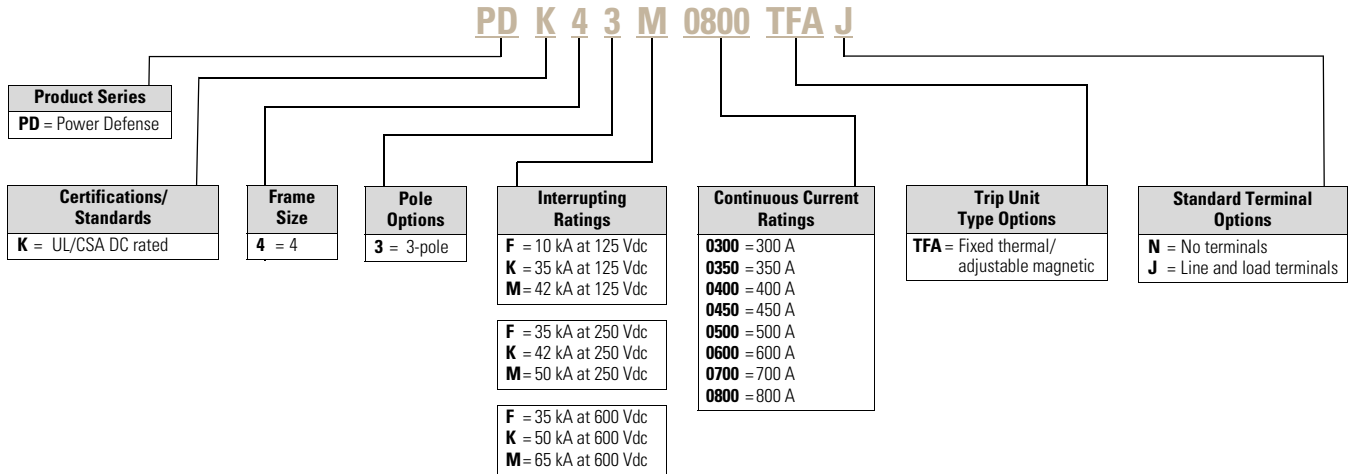 PD K 4 3 M 0800 TFA J
Product Series
PD = Power Defense
Certifications/
Standards
K = UL/CSA DC rated
Frame
Size
4 = 4
Pole
Options
3 = 3-pole
Interrupting
Ratings
F = 10 kA at 125 Vdc
K = 35 kA at 125 Vdc
M = 42 kA at 125 Vdc
F = 35 kA at 250 Vdc
K = 42 kA at 250 Vdc
M = 50 kA at 250 Vdc
F = 35 kA at 600 Vdc
K = 50 kA at 600 Vdc
M = 65 kA at 600 Vdc
Continuous Current
Ratings
0300 = 300 A
0350 = 350 A
0400 = 400 A
0450 = 450 A
0500 = 500 A
0600 = 600 A
0700 = 700 A
0800 = 800 A
Trip Unit
Type Options
TFA = Fixed thermal/
adjustable magnetic
Standard Terminal
Options
N = No terminals
J = Line and load terminals